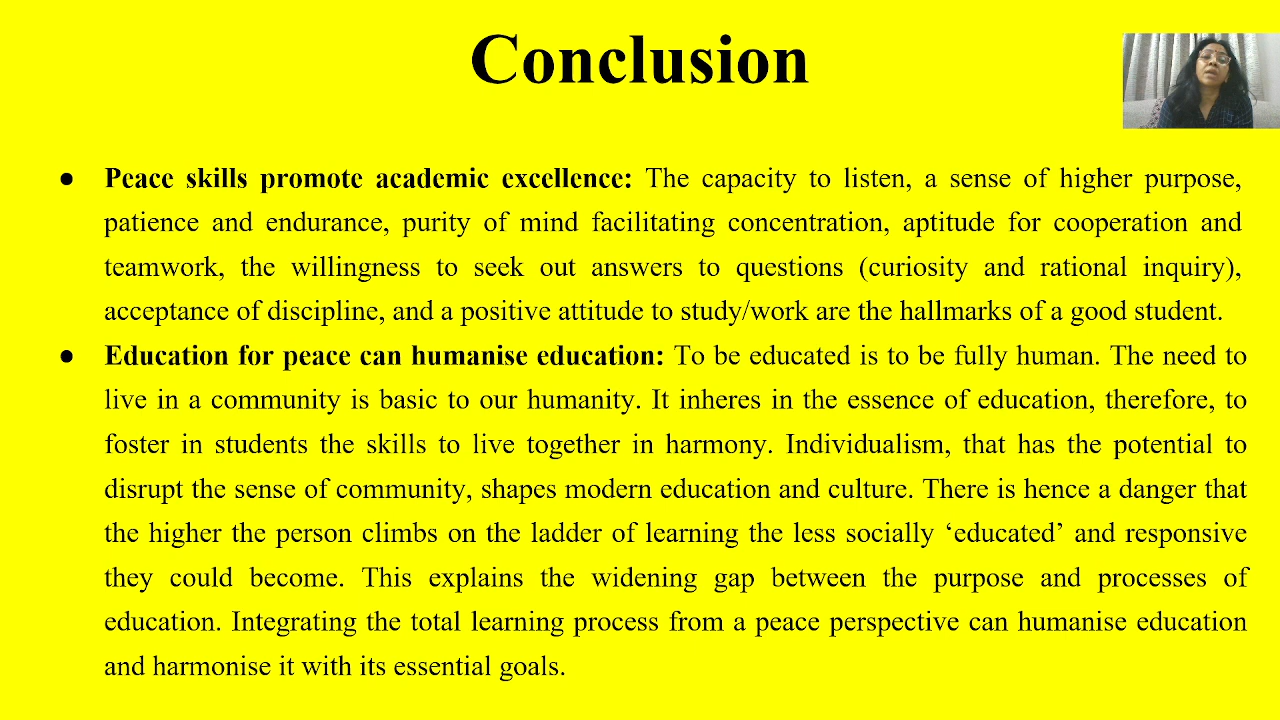 Conclusion
● Peace skills promote academic excellence: The capacity to listen, a sense of higher purpose,
patience and endurance, purity of mind facilitating concentration, aptitude for cooperation and
teamwork, the willingness to seek out answers to questions (curiosity and rational inquiry),
acceptance of discipline, and a positive attitude to study/work are the hallmarks of a good student.
● Education for peace can humanise education: To be educated is to be fully human. The need to
live in a community is basic to our humanity. It inheres in the essence of education, therefore, to
foster in students the skills to live together in harmony. Individualism, that has the potential to
disrupt the sense of community, shapes modern education and culture. There is hence a danger that
the higher the person climbs on the ladder of learning the less socially ‘educated’ and responsive
they could become. This explains the widening gap between the purpose and processes of
education. Integrating the total learning process from a peace perspective can humanise education
and harmonise it with its essential goals.